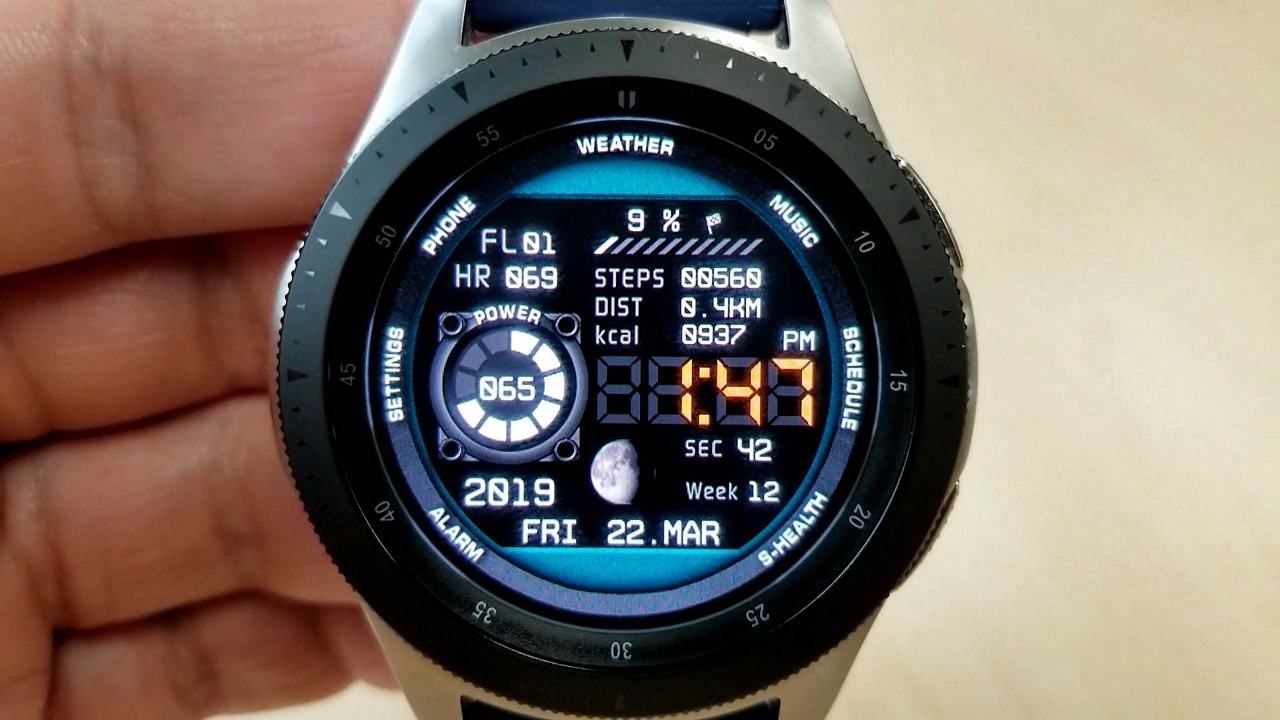 55
05
WEATHER
PHONE
MUSIC
50
10
9 %
FL 01
HR 069
STEPS 00560
DIST 0.4KM
kcal 0937
PM
POWER
065
1:47
SETTINGS
SCHEDULE
45
15
SEC 42
2019
Week 12
FRI 22.MAR
ALARM
S-HEALTH
40
20
35
25
30